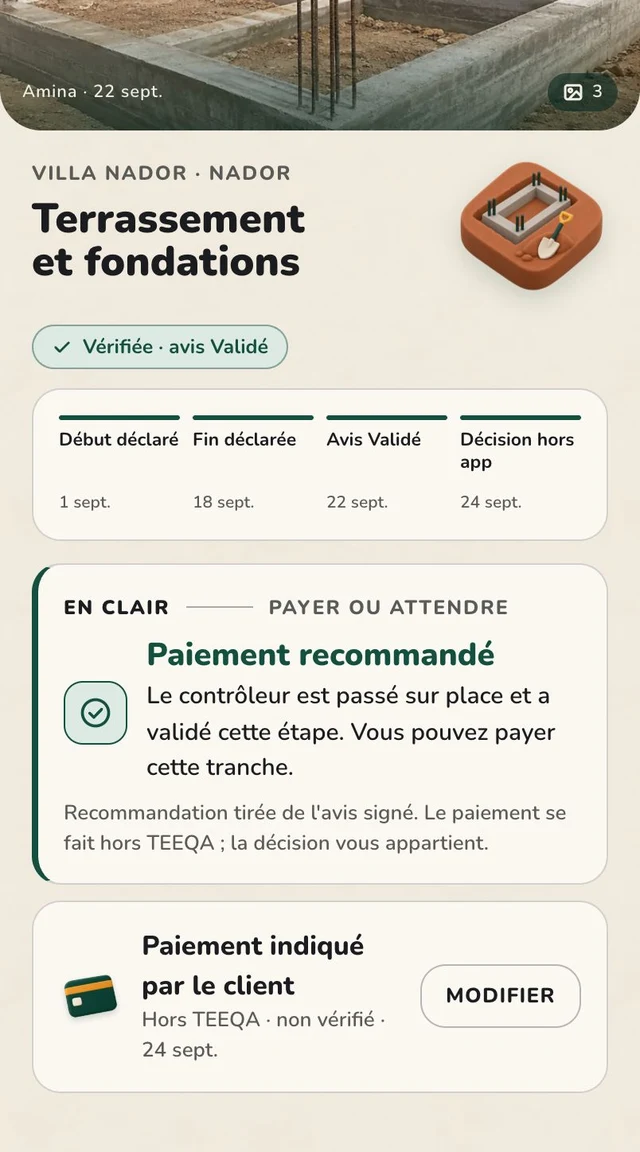 Amina · 22 sept.
3
VILLA NADOR · NADOR
Terrassement
et fondations
Vérifiée · avis Validé
Début déclaré
1 sept.
Fin déclarée
18 sept.
Avis Validé
22 sept.
Décision hors
app
24 sept.
EN CLAIR
PAYER OU ATTENDRE
Paiement recommandé
Le contrôleur est passé sur place et a
validé cette étape. Vous pouvez payer
cette tranche.
Recommandation tirée de l'avis signé. Le paiement se
fait hors TEEQA ; la décision vous appartient.
Paiement indiqué
par le client
Hors TEEQA · non vérifié ·
24 sept.
MODIFIER